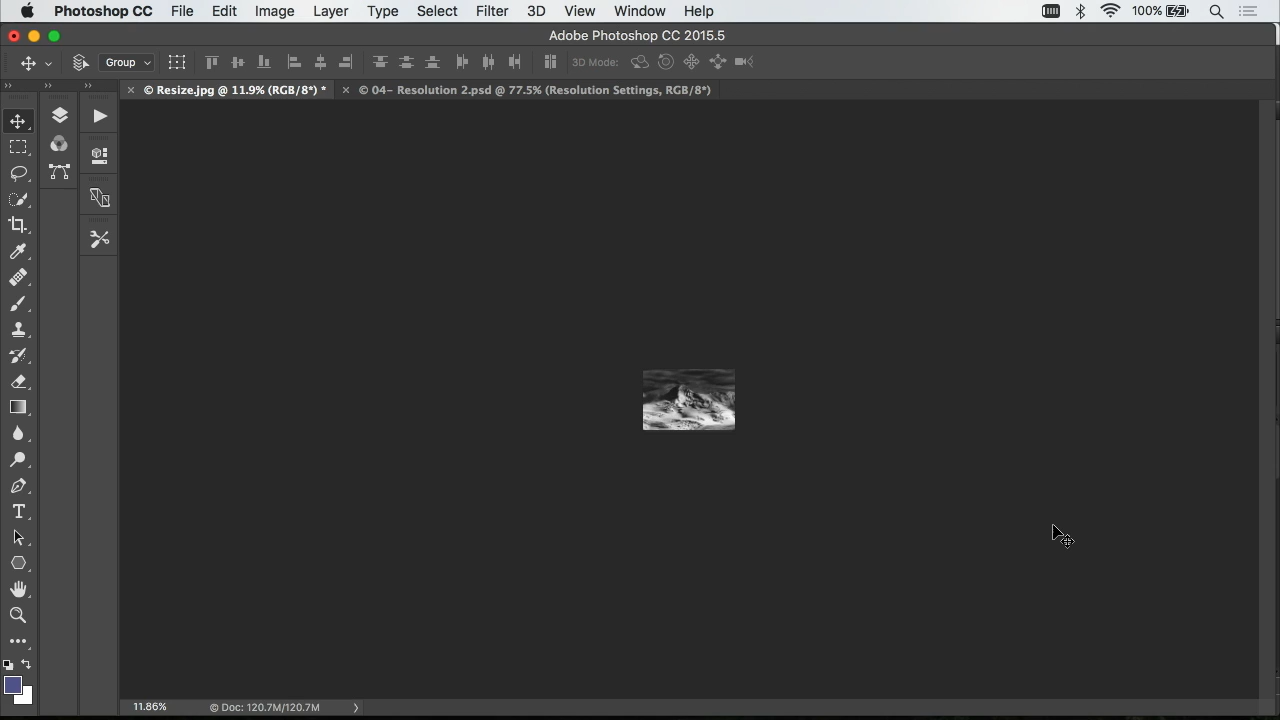 Photoshop CC File Edit Image Layer Type Select Filter 3D View Window Help 100%
Adobe Photoshop CC 2015.5
Group 3D Mode:
© Resize.jpg @ 11.9% (RGB/8*) * © 04- Resolution 2.psd @ 77.5% (Resolution Settings, RGB/8*)
11.86% © Doc: 120.7M/120.7M